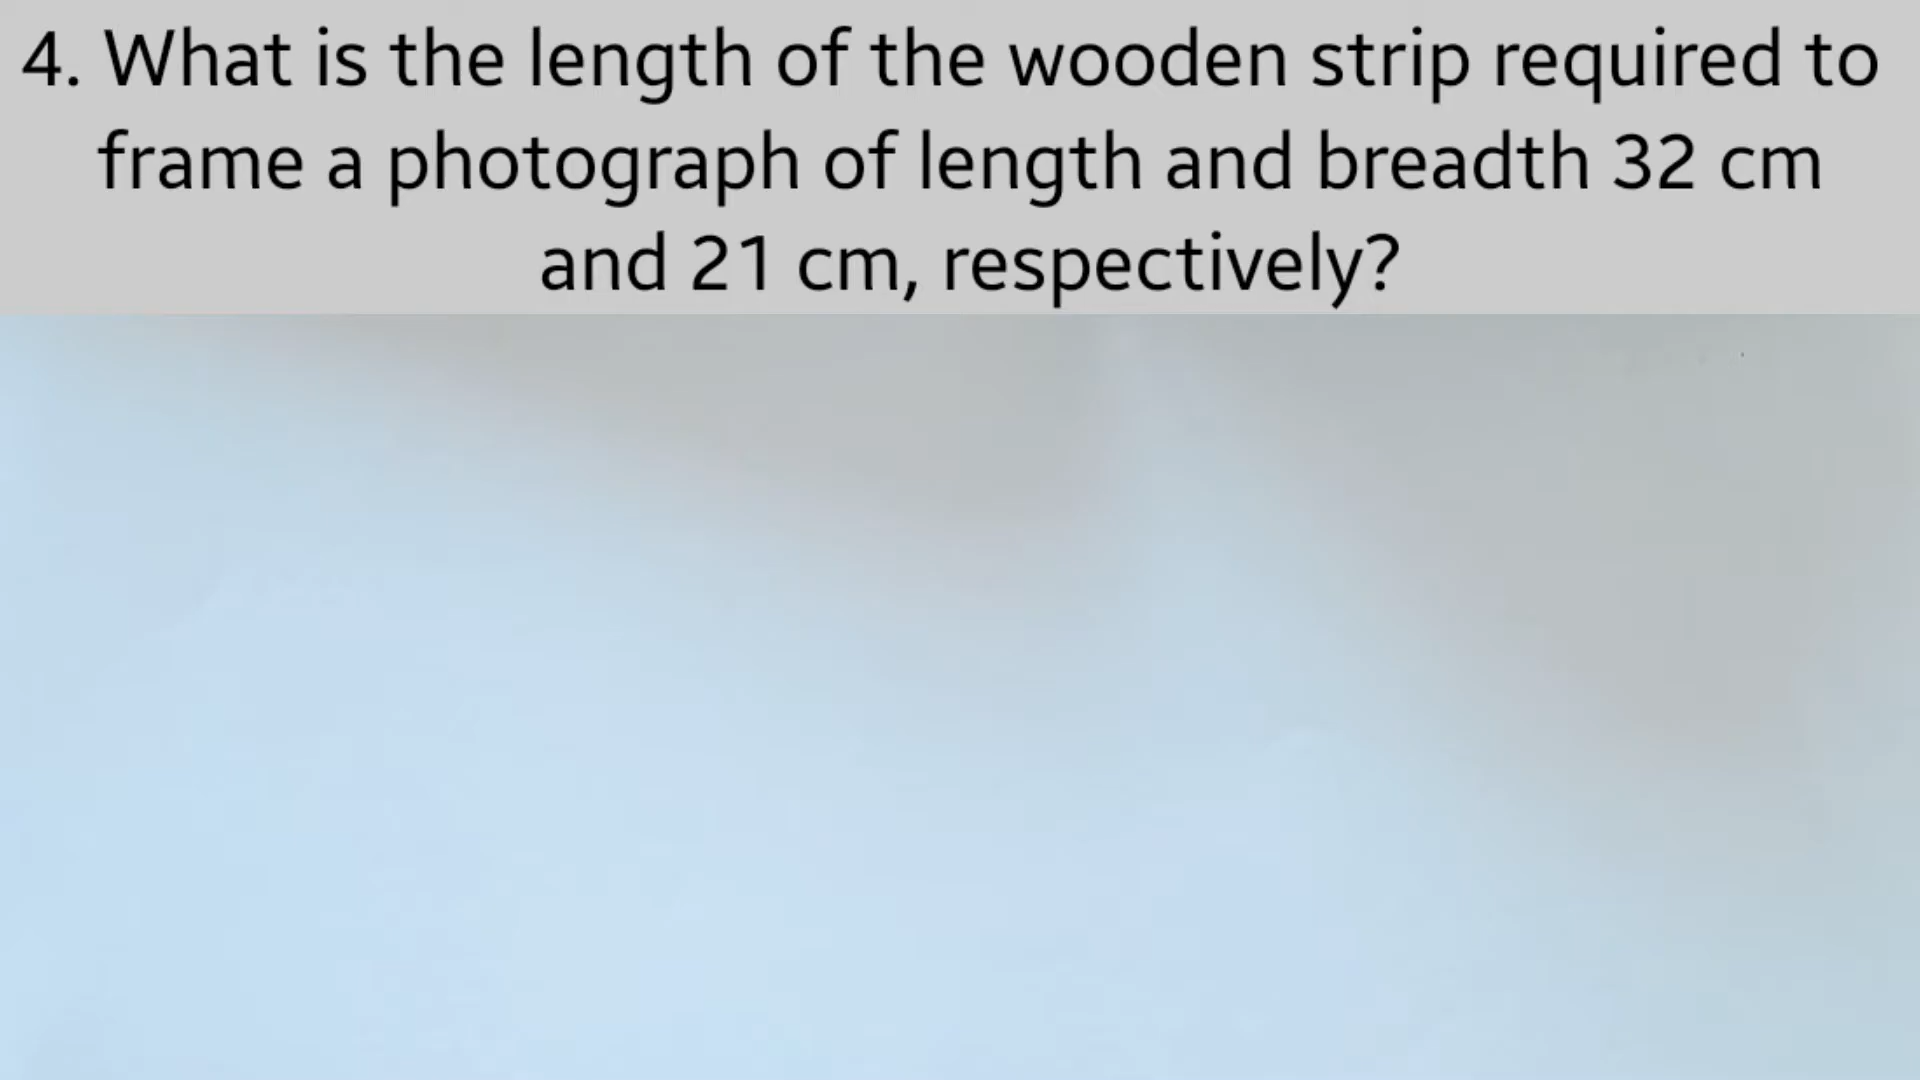 4. What is the length of the wooden strip required to
frame a photograph of length and breadth 32 cm
and 21 cm, respectively?